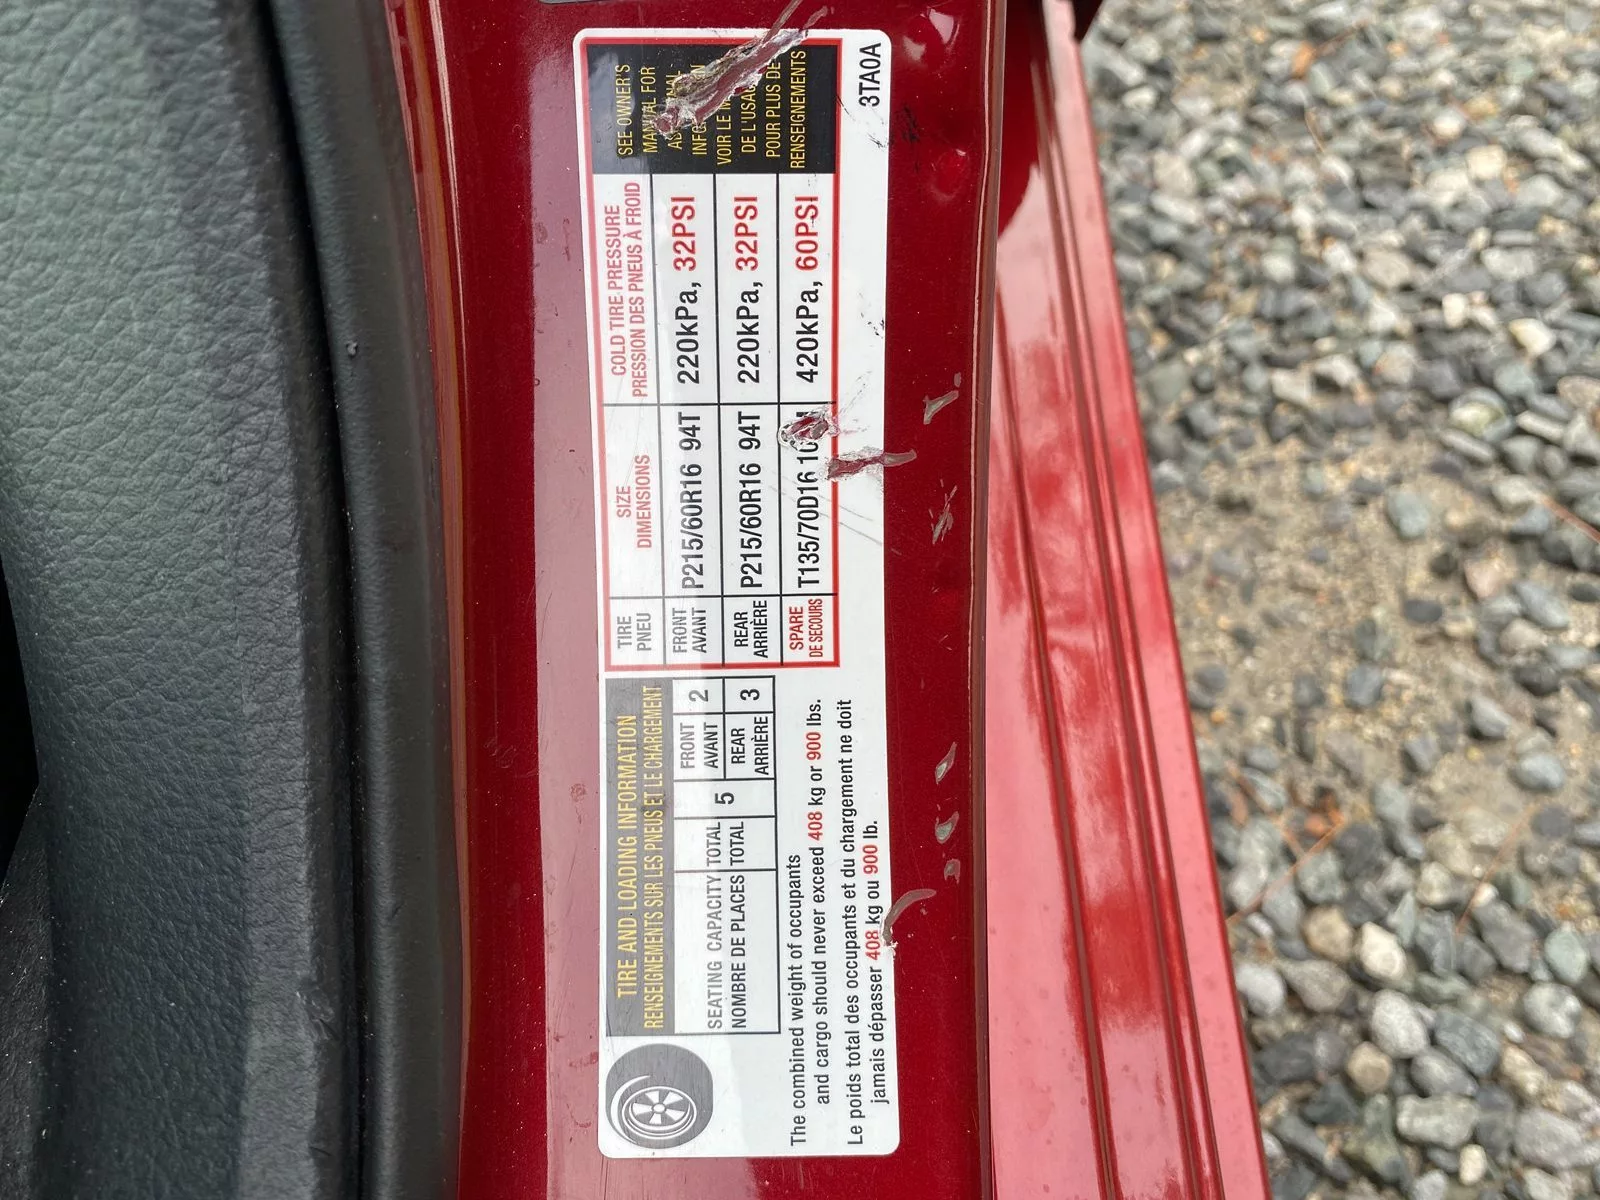 TIRE AND LOADING INFORMATION
RENSEIGNEMENTS SUR LES PNEUS ET LE CHARGEMENT
SEATING CAPACITY
NOMBRE DE PLACES
TOTAL
TOTAL
5
FRONT
AVANT
2
REAR
ARRIÈRE
3
The combined weight of occupants
and cargo should never exceed 408 kg or 900 lbs.
Le poids total des occupants et du chargement ne doit
jamais dépasser 408 kg ou 900 lb.
TIRE
PNEU
SIZE
DIMENSIONS
COLD TIRE PRESSURE
PRESSION DES PNEUS À FROID
FRONT
AVANT
P215/60R16 94T
220kPa, 32PSI
REAR
ARRIÈRE
P215/60R16 94T
220kPa, 32PSI
SPARE
DE SECOURS
T135/70D16
420kPa, 60PSI
SEE OWNER'S
MANUAL FOR
VOIR LE
DE L'USAGE
POUR PLUS DE
RENSEIGNEMENTS
3TA0A